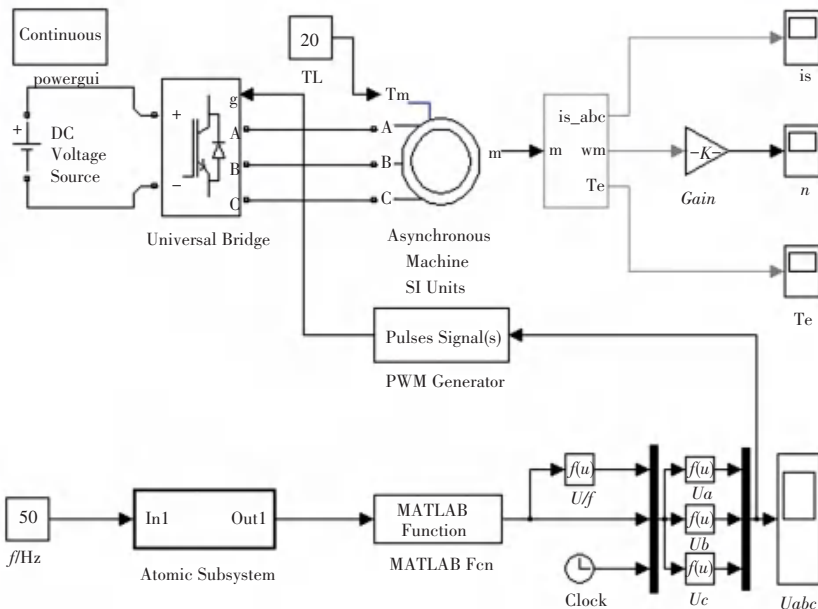 Continuous
powergui
+
DC
Voltage
Source
+
−
g
A
B
C
Universal Bridge
20
TL
Tm
A
B
C
m
Asynchronous
Machine
SI Units
m
is_abc
wm
Te
-K-
Gain
is
n
Te
Pulses Signal(s)
PWM Generator
50
f/Hz
In1
Out1
Atomic Subsystem
MATLAB
Function
MATLAB Fcn
f(u)
U/f
Clock
f(u)
Ua
f(u)
Ub
f(u)
Uc
Uabc